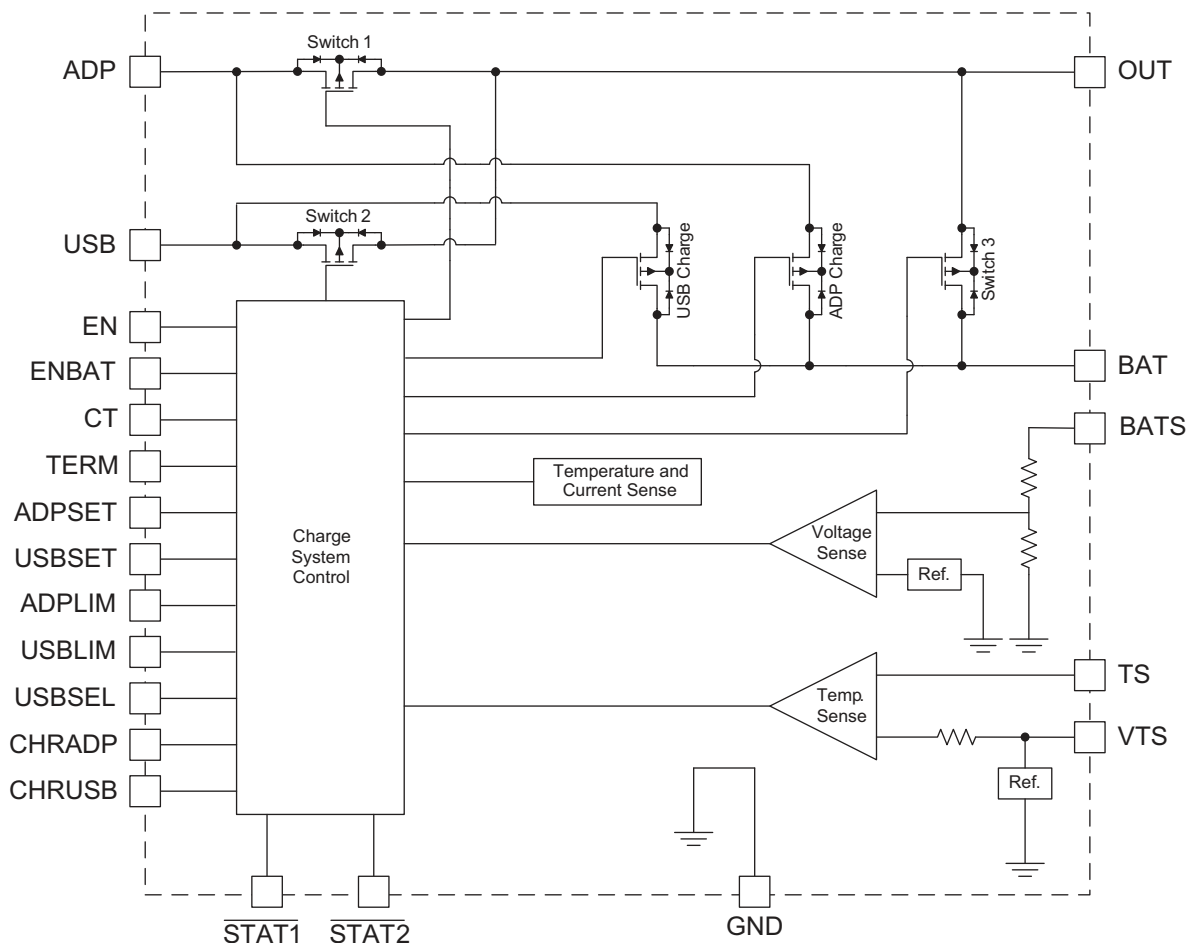 Switch 1
ADP
OUT
Switch 2
USB
USB Charge
ADP Charge
Switch 3
EN
ENBAT
BAT
CT
BATS
TERM
Temperature and
Current Sense
ADPSET
USBSET
Charge
System
Control
Voltage
Sense
Ref.
ADPLIM
USBLIM
TS
USBSEL
Temp.
Sense
CHRADP
VTS
CHRUSB
Ref.
STAT1
STAT2
GND